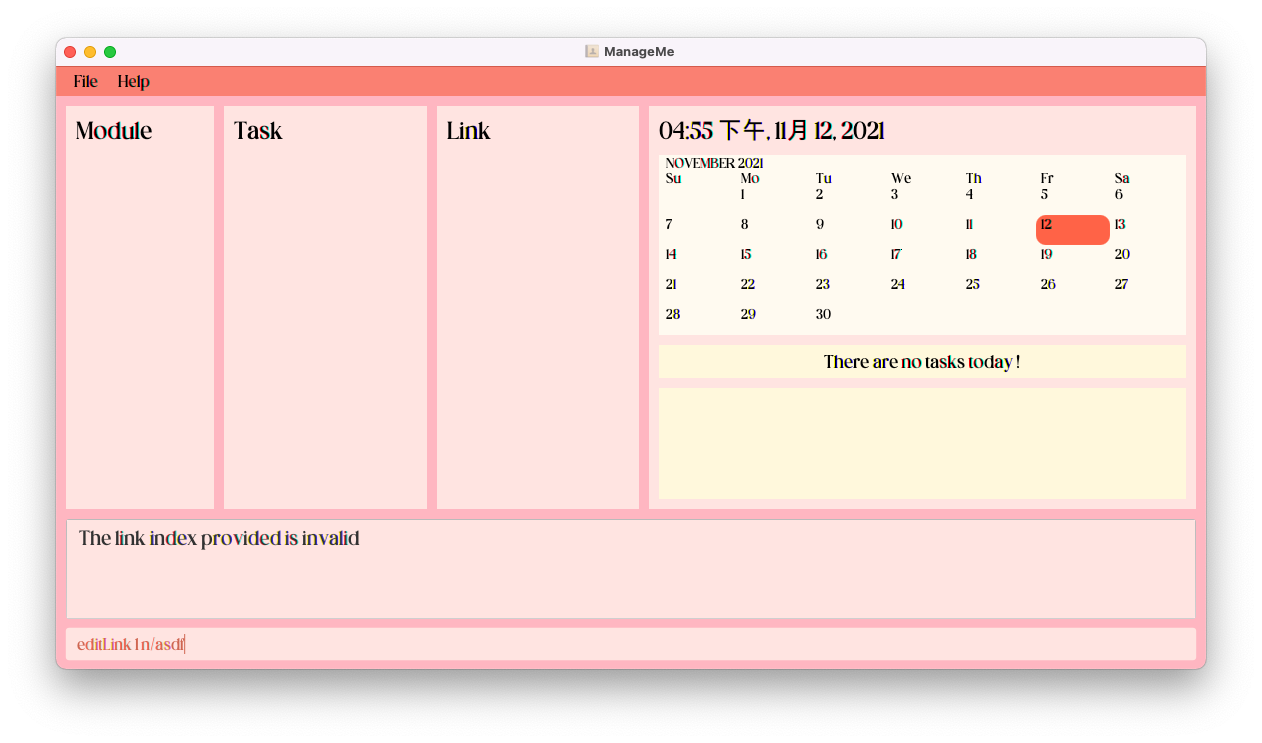 ManageMe
File Help
Module
Task
Link
04:55 下午, 11月 12, 2021
NOVEMBER 2021
Su Mo Tu We Th Fr Sa
1 2 3 4 5 6
7 8 9 10 11 12 13
14 15 16 17 18 19 20
21 22 23 24 25 26 27
28 29 30
There are no tasks today !
The link index provided is invalid
editLink 1 n/asdf